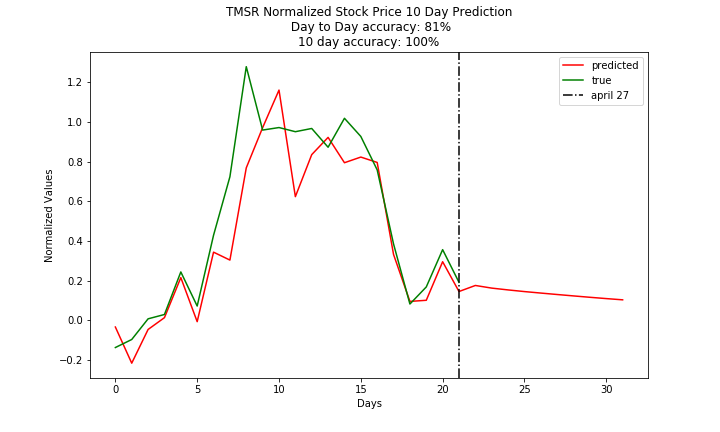 TMSR Normalized Stock Price 10 Day Prediction
Day to Day accuracy: 81%
10 day accuracy: 100%
predicted
true
april 27
Normalized Values
1.2
1.0
0.8
0.6
0.4
0.2
0.0
−0.2
0 5 10 15 20 25 30
Days